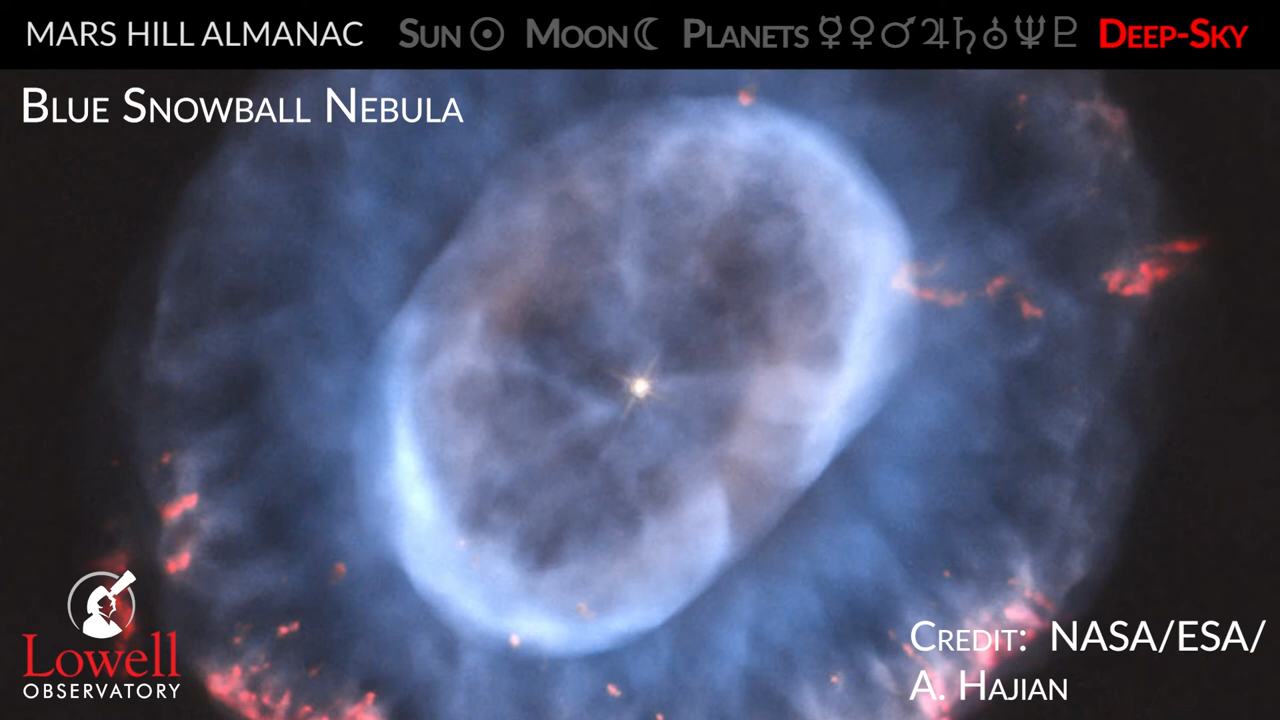 MARS HILL ALMANAC Sun ☉ Moon ☾ Planets ☿ ♀ ♂ ♃ ♄ ⛢ ♆ ♇ Deep-Sky
Blue Snowball Nebula
Lowell
OBSERVATORY
Credit: NASA/ESA/
A. Hajian